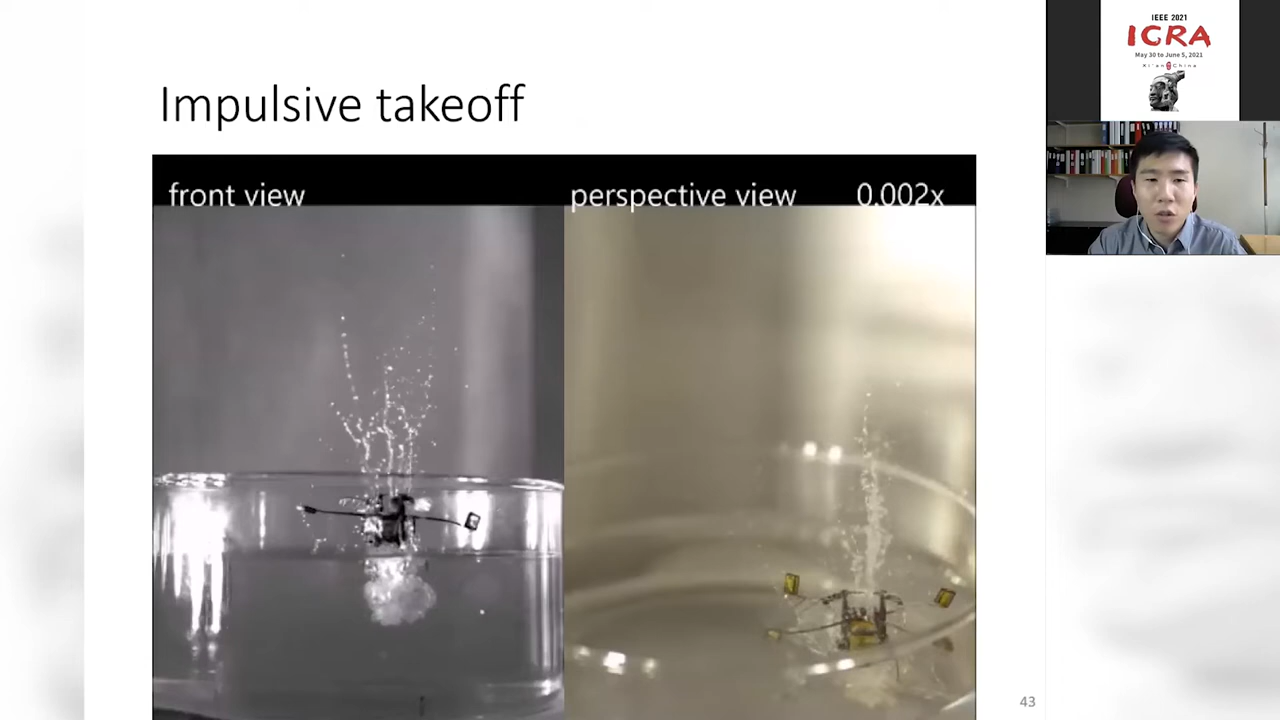 Impulsive takeoff
front view
perspective view
0.002x
IEEE 2021
ICRA
May 30 to June 5, 2021
Xi'an China
43